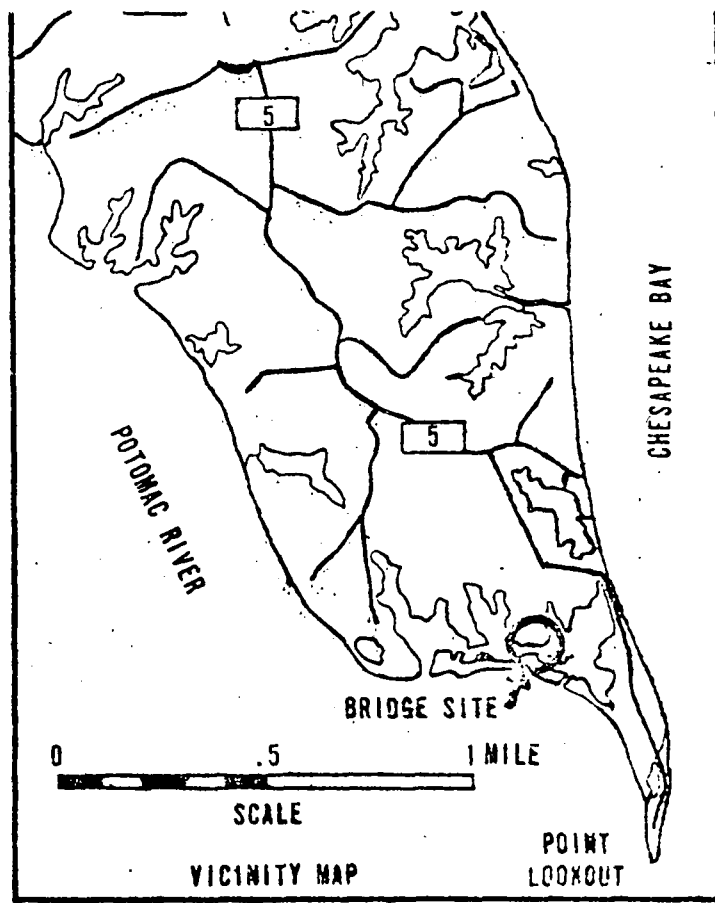 5
CHESAPEAKE BAY
5
POTOMAC RIVER
BRIDGE SITE
0 .5 1 MILE
SCALE
VICINITY MAP
POINT
LOOKOUT